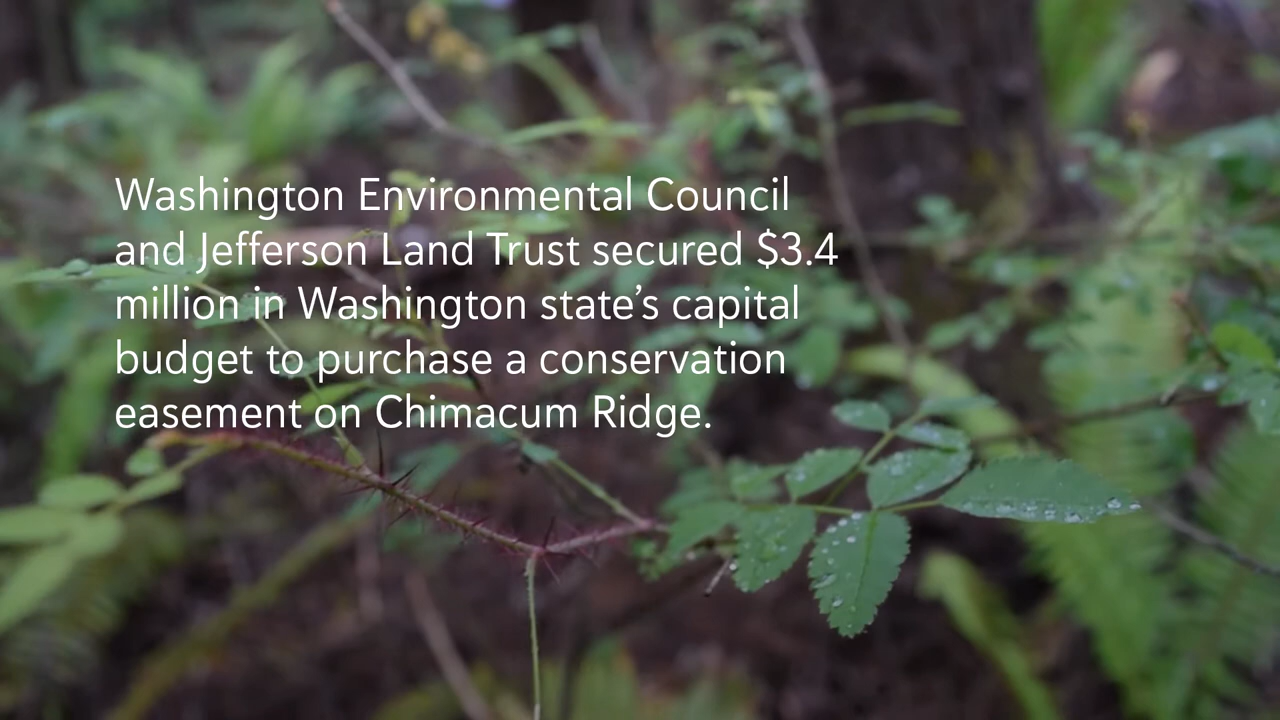 Washington Environmental Council
and Jefferson Land Trust secured $3.4
million in Washington state’s capital
budget to purchase a conservation
easement on Chimacum Ridge.